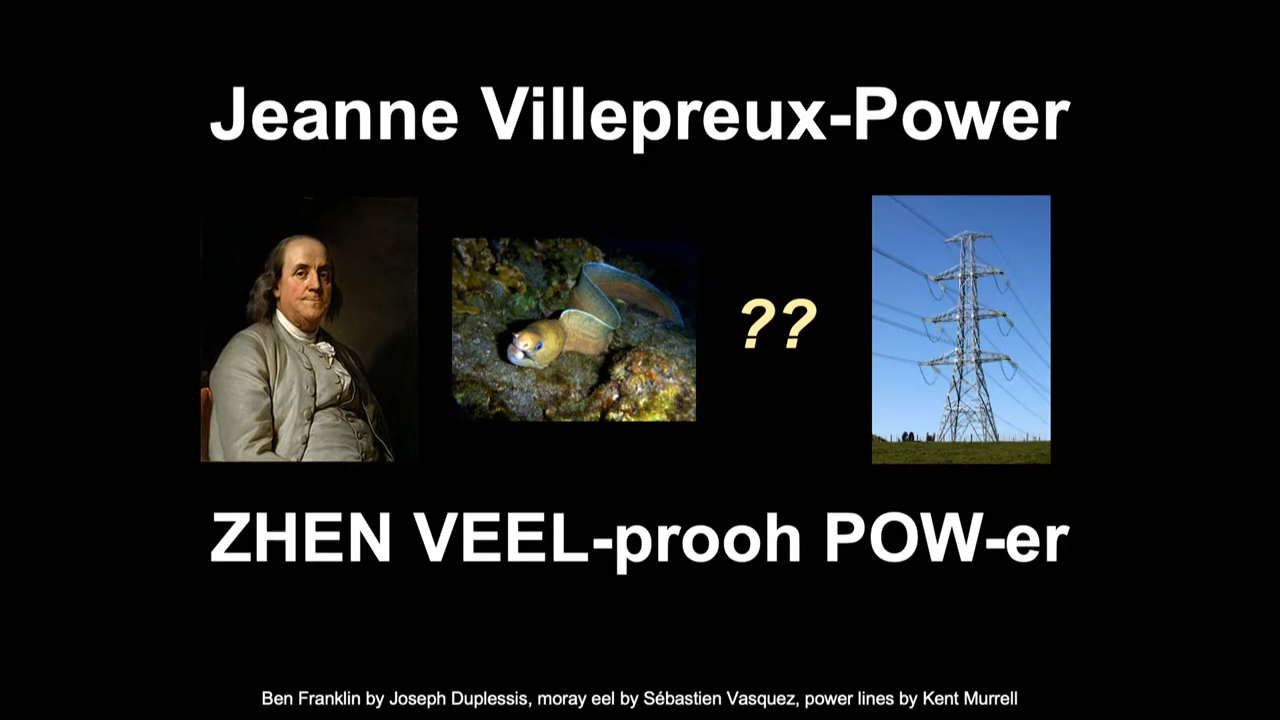 Jeanne Villepreux-Power
??
ZHEN VEEL-prooh POW-er
Ben Franklin by Joseph Duplessis, moray eel by Sébastien Vasquez, power lines by Kent Murrell